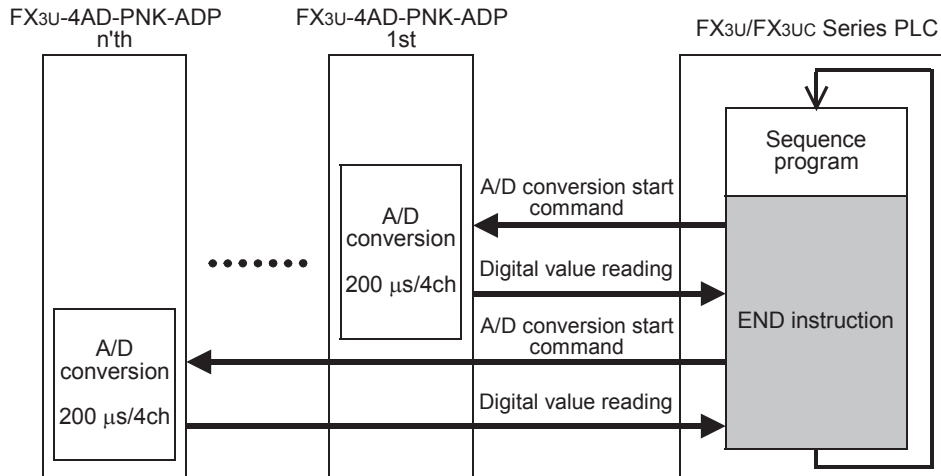 FX3U-4AD-PNK-ADP
n'th
FX3U-4AD-PNK-ADP
1st
FX3U/FX3UC Series PLC
Sequence
program
A/D conversion start
command
A/D
conversion
200 μs/4ch
Digital value reading
END instruction
A/D conversion start
command
A/D
conversion
200 μs/4ch
Digital value reading